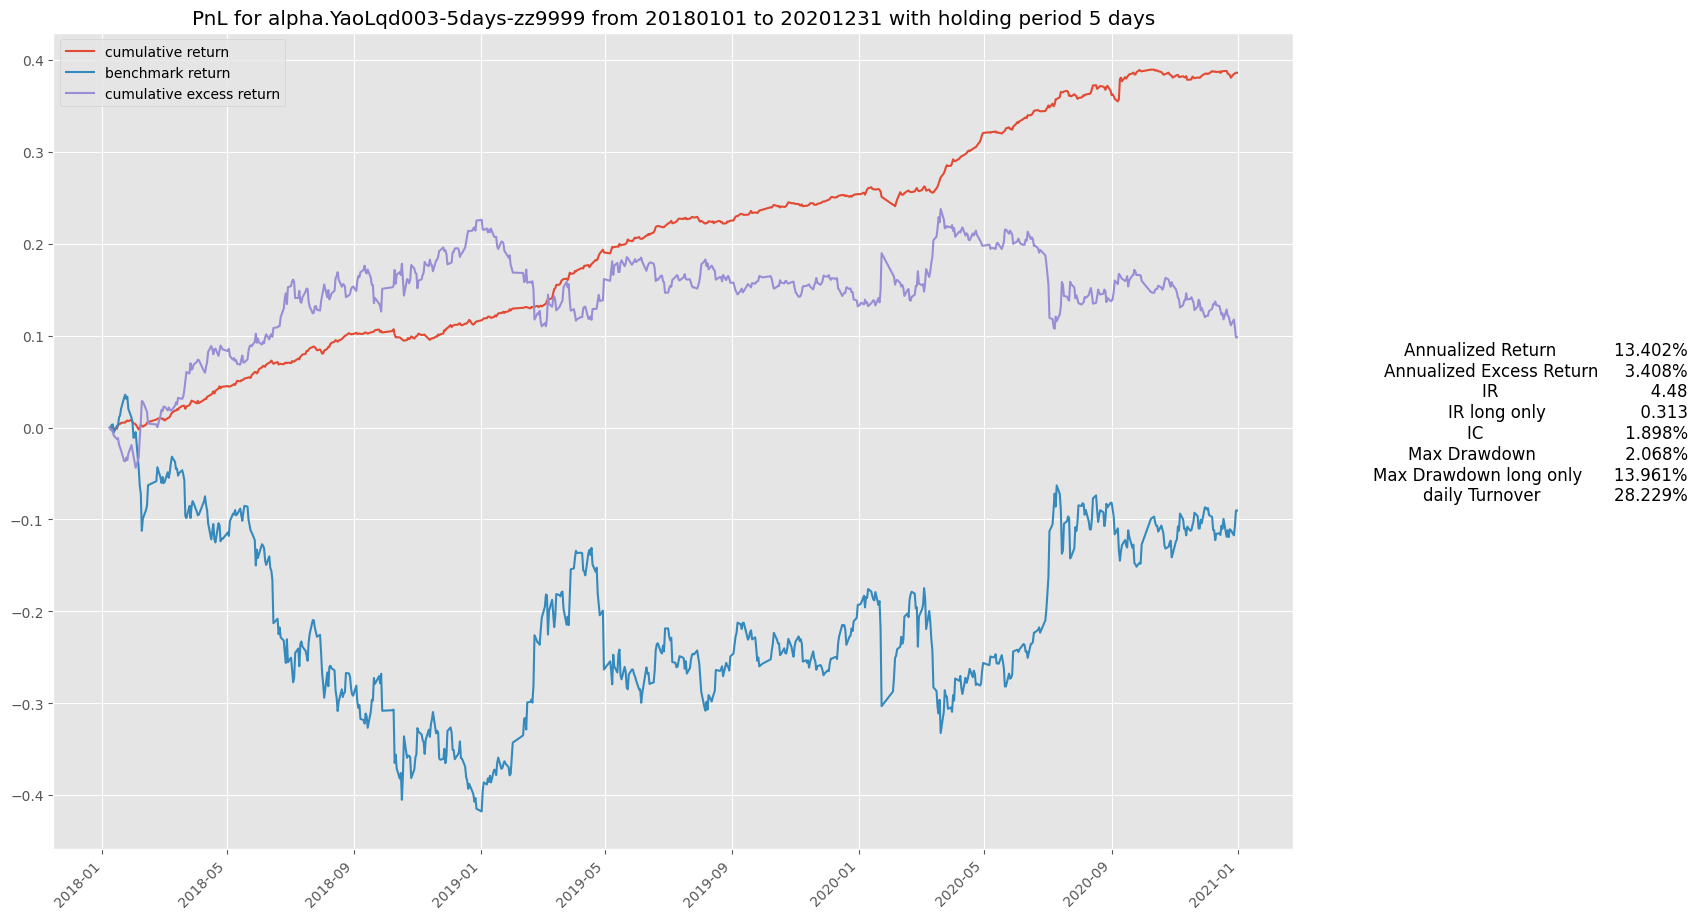 PnL for alpha.YaoLqd003-5days-zz9999 from 20180101 to 20201231 with holding period 5 days
cumulative return
benchmark return
cumulative excess return
0.4
0.3
0.2
0.1
0.0
−0.1
−0.2
−0.3
−0.4
2018-01
2018-05
2018-09
2019-01
2019-05
2019-09
2020-01
2020-05
2020-09
2021-01
Annualized Return 13.402%
Annualized Excess Return 3.408%
IR 4.48
IR long only 0.313
IC 1.898%
Max Drawdown 2.068%
Max Drawdown long only 13.961%
daily Turnover 28.229%